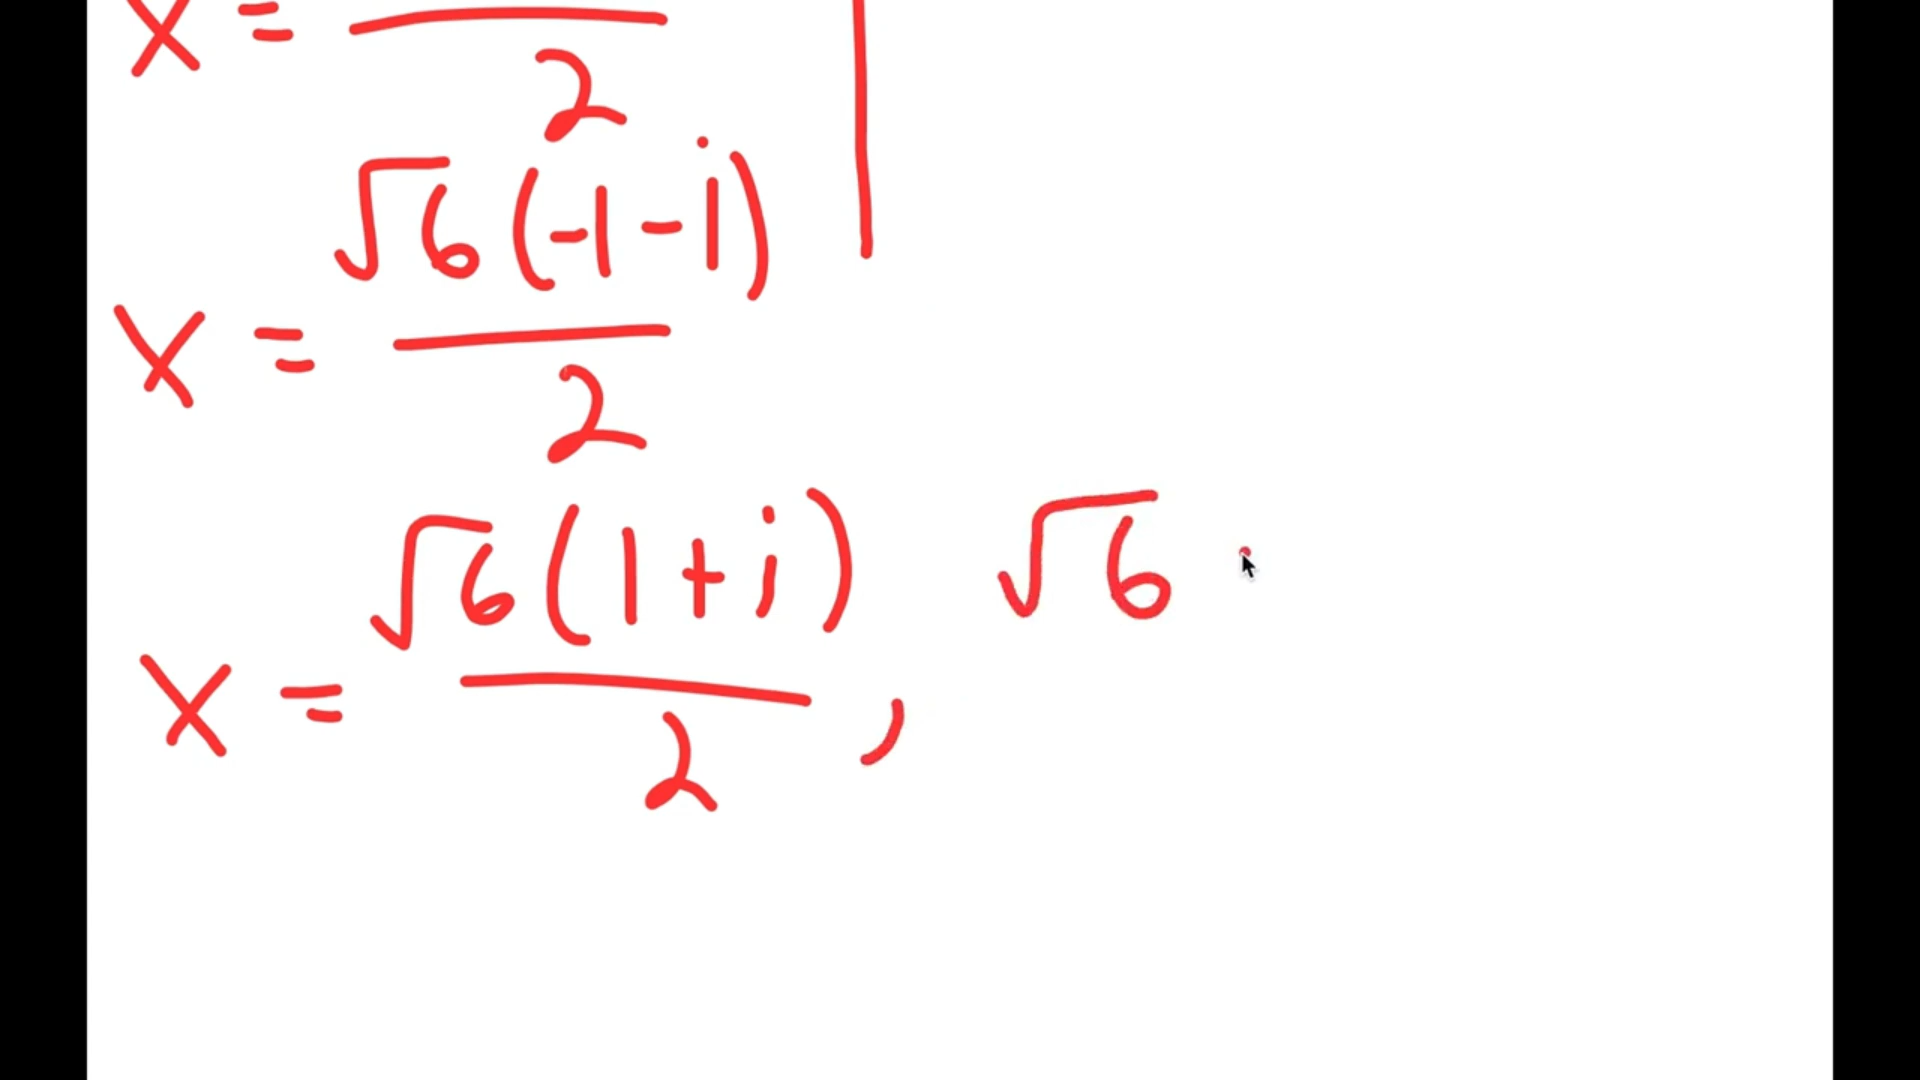 x = 
2
√6(-1-i)
x =
2
√6(1+i) √6
x = ,
2